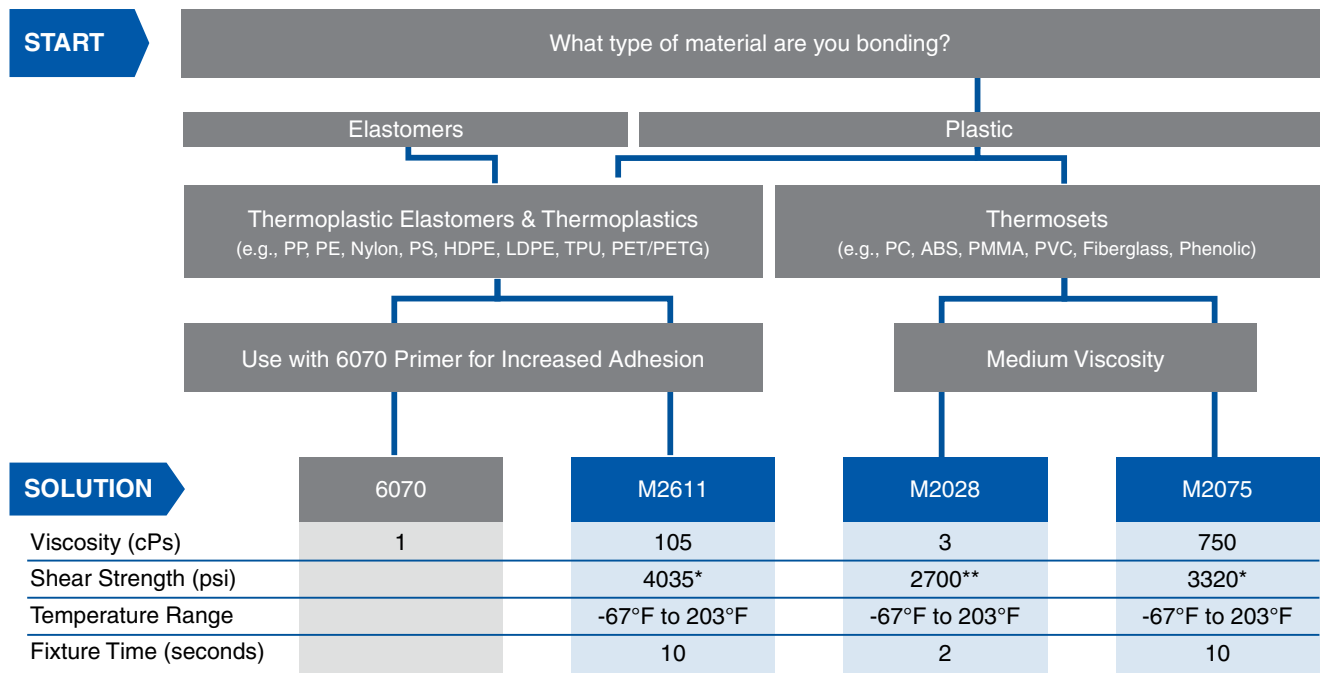 START
What type of material are you bonding?
Elastomers
Plastic
Thermoplastic Elastomers & Thermoplastics
(e.g., PP, PE, Nylon, PS, HDPE, LDPE, TPU, PET/PETG)
Thermosets
(e.g., PC, ABS, PMMA, PVC, Fiberglass, Phenolic)
Use with 6070 Primer for Increased Adhesion
Medium Viscosity
SOLUTION 6070 M2611 M2028 M2075
Viscosity (cPs) 1 105 3 750
Shear Strength (psi) 4035* 2700** 3320*
Temperature Range -67°F to 203°F -67°F to 203°F -67°F to 203°F
Fixture Time (seconds) 10 2 10